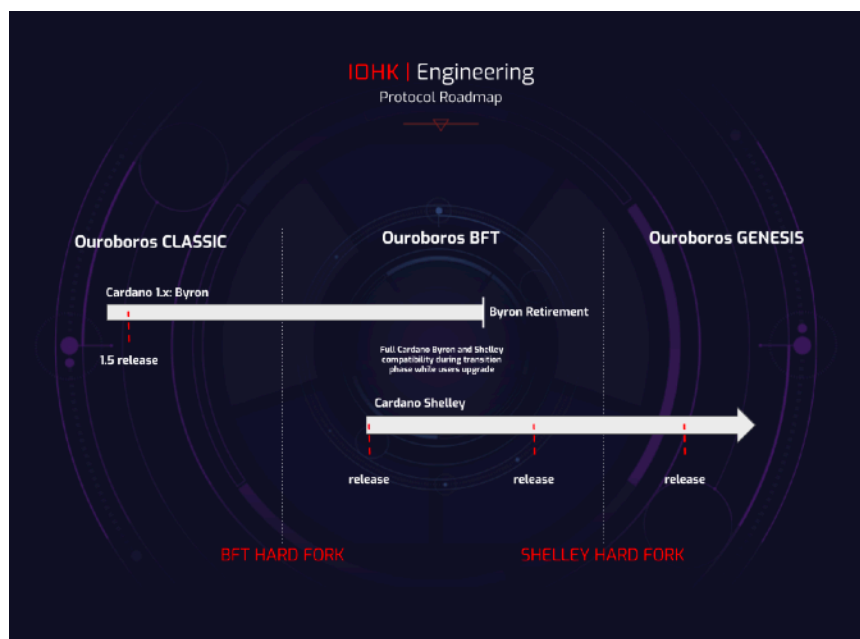 IOHK | Engineering
Protocol Roadmap
Ouroboros CLASSIC
Ouroboros BFT
Ouroboros GENESIS
Cardano 1.x: Byron
Byron Retirement
1.5 release
Full Cardano Byron and Shelley
compatibility during transition
phase while users upgrade
Cardano Shelley
release
release
release
BFT HARD FORK
SHELLEY HARD FORK